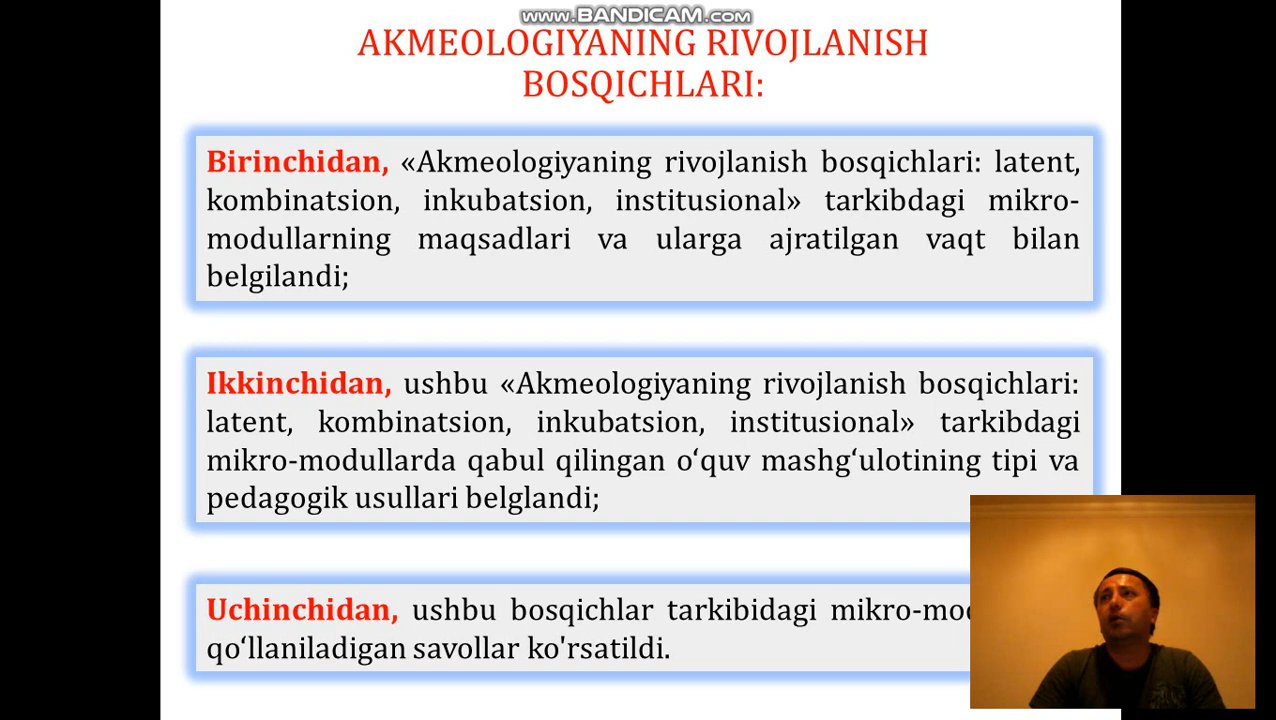 www.BANDICAM.com
AKMEOLOGIYANING RIVOJLANISH
BOSQICHLARI:
Birinchidan, «Akmeologiyaning rivojlanish bosqichlari: latent,
kombinatsion, inkubatsion, institusional» tarkibdagi mikro-
modullarning maqsadlari va ularga ajratilgan vaqt bilan
belgilandi;
Ikkinchidan, ushbu «Akmeologiyaning rivojlanish bosqichlari:
latent, kombinatsion, inkubatsion, institusional» tarkibdagi
mikro-modullarda qabul qilingan o‘quv mashg‘ulotining tipi va
pedagogik usullari belglandi;
Uchinchidan, ushbu bosqichlar tarkibidagi
qo‘llaniladigan savollar ko'rsatildi.